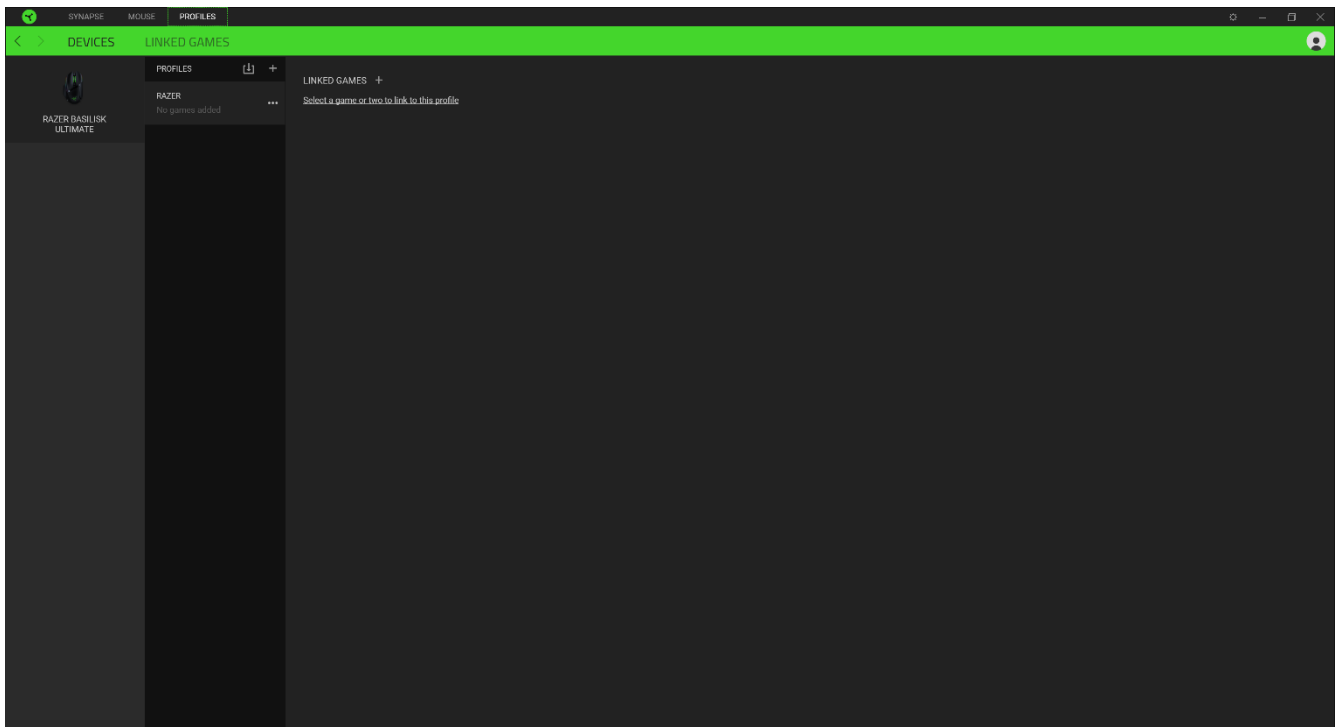 SYNAPSE MOUSE PROFILES
DEVICES LINKED GAMES
RAZER BASILISK
ULTIMATE
PROFILES
RAZER
No games added
LINKED GAMES +
Select a game or two to link to this profile